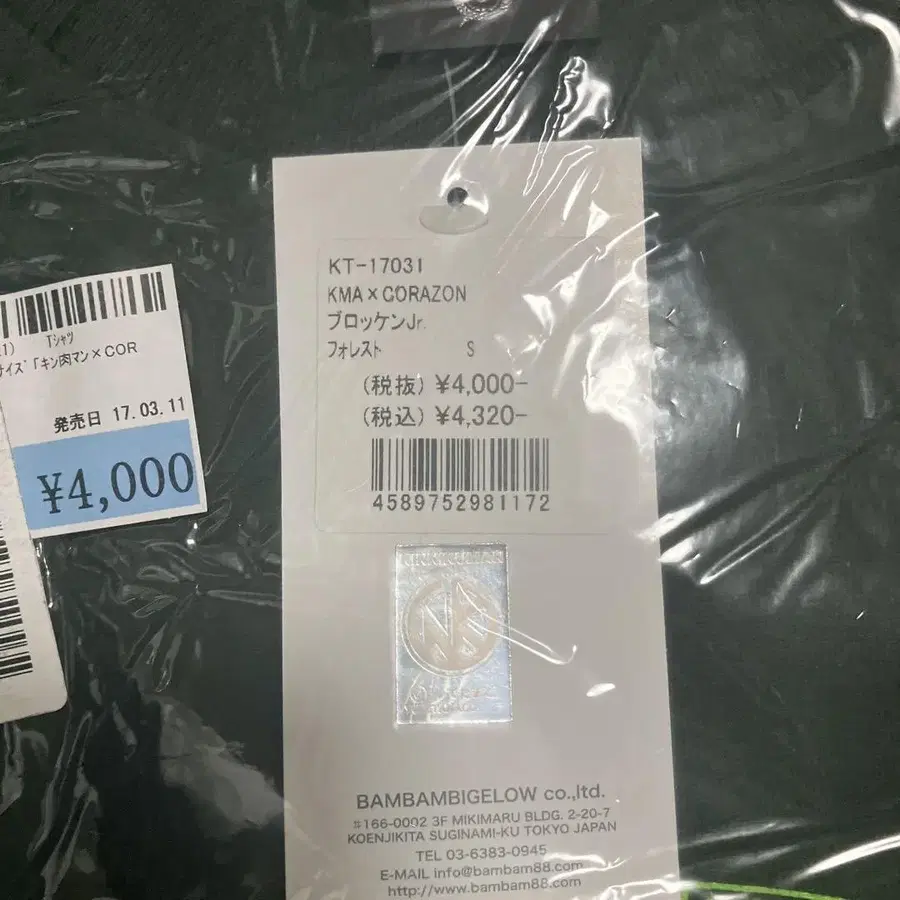 Tシャツ
サイズ「キン肉マン×COR
発売日 17.03.11
¥4,000
KT-17031
KMA×CORAZON
ブロッケンJr.
フォレスト S
(税抜) ¥4,000-
(税込) ¥4,320-
4589752981172
BAMBAMBIGELOW co.,ltd.
〒166-0002 3F MIKIMARU BLDG. 2-20-7
KOENJIKITA SUGINAMI-KU TOKYO JAPAN
TEL 03-6383-0945
E-MAIL info@bambam88.com
http://www.bambam88.com